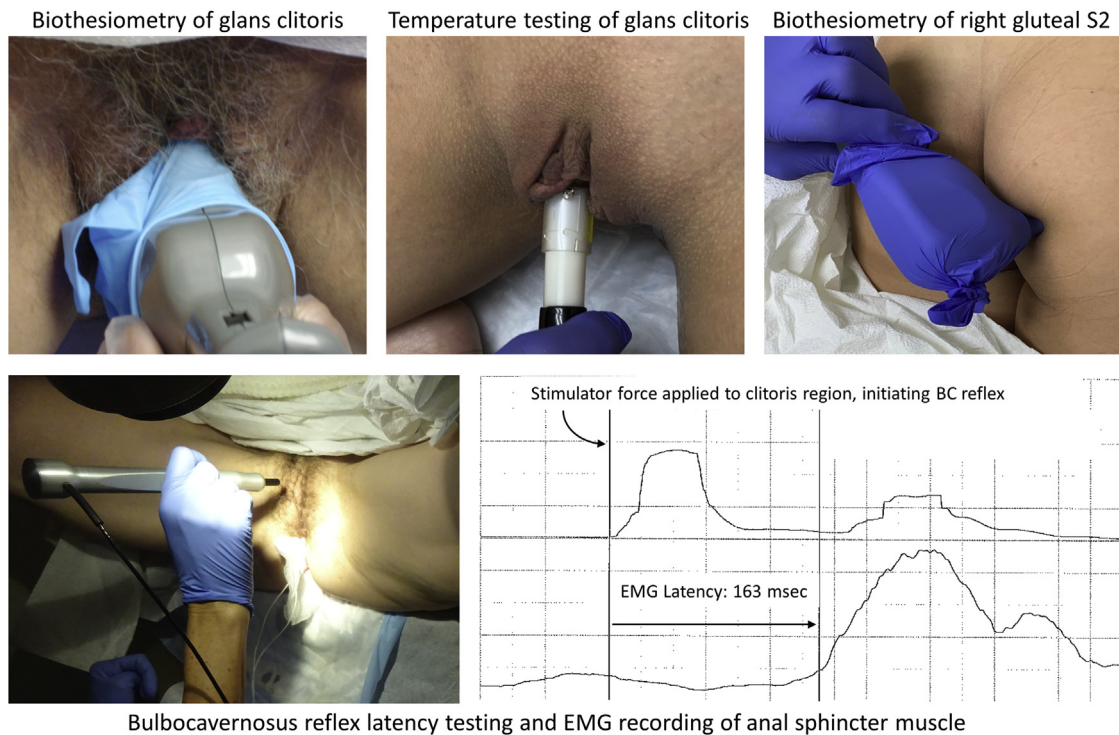 Biothesiometry of glans clitoris
Temperature testing of glans clitoris
Biothesiometry of right gluteal S2
Stimulator force applied to clitoris region, initiating BC reflex
EMG Latency: 163 msec
Bulbocavernosus reflex latency testing and EMG recording of anal sphincter muscle